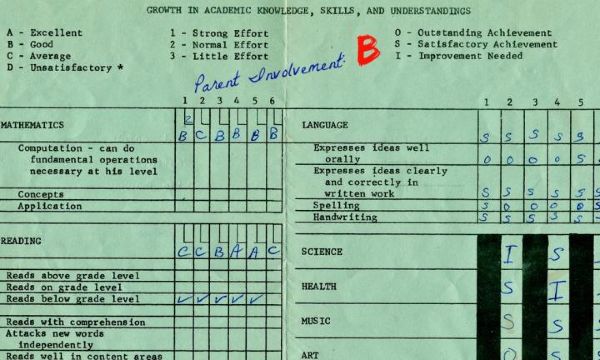 GROWTH IN ACADEMIC KNOWLEDGE, SKILLS, AND UNDERSTANDINGS
A - Excellent
B - Good
C - Average
D - Unsatisfactory *
1 - Strong Effort
2 - Normal Effort
3 - Little Effort
O - Outstanding Achievement
S - Satisfactory Achievement
I - Improvement Needed
Parent Involvement: B
1 2 3 4 5 6
2
MATHEMATICS B C B B B B
Computation - can do
fundamental operations
necessary at his level
Concepts
Application
READING C C B A A C
Reads above grade level
Reads on grade level
Reads below grade level ✓ ✓ ✓ ✓ ✓
Reads with comprehension
Attacks new words
independently
Reads well in content areas
1 2 3 4 5
LANGUAGE S S S S S
Expresses ideas well
orally O O O O S
Expresses ideas clearly
and correctly in
written work S S S S S
Spelling S O O O O
Handwriting S S S S S
SCIENCE I S
HEALTH S I
MUSIC S S
ART O S